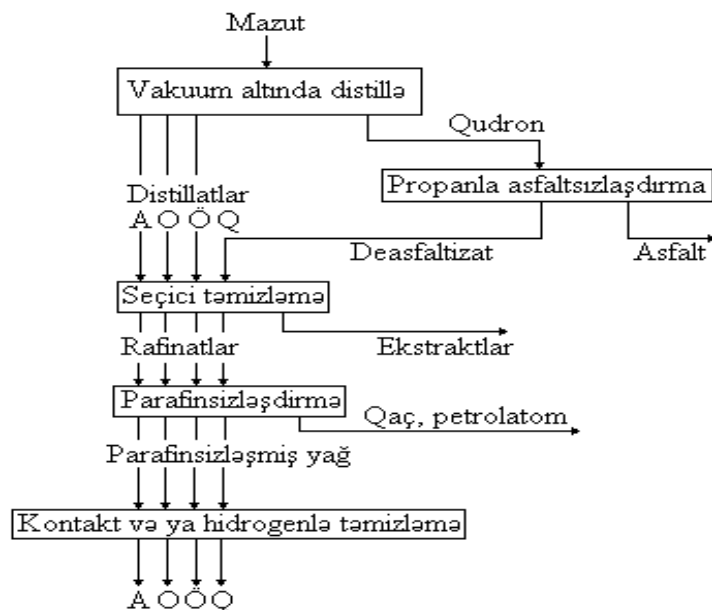 Mazut
Vakuum altında distillə
Qudron
Propanla asfaltsızlaşdırma
Distillatlar
A O Ö Q
Deasfaltizat
Asfalt
Seçici təmizləmə
Rafinatlar
Ekstraktlar
Parafinsizləşdirmə
Qaç, petrolatom
Parafinsizləşmiş yağ
Kontakt və ya hidrogenlə təmizləmə
A O Ö Q